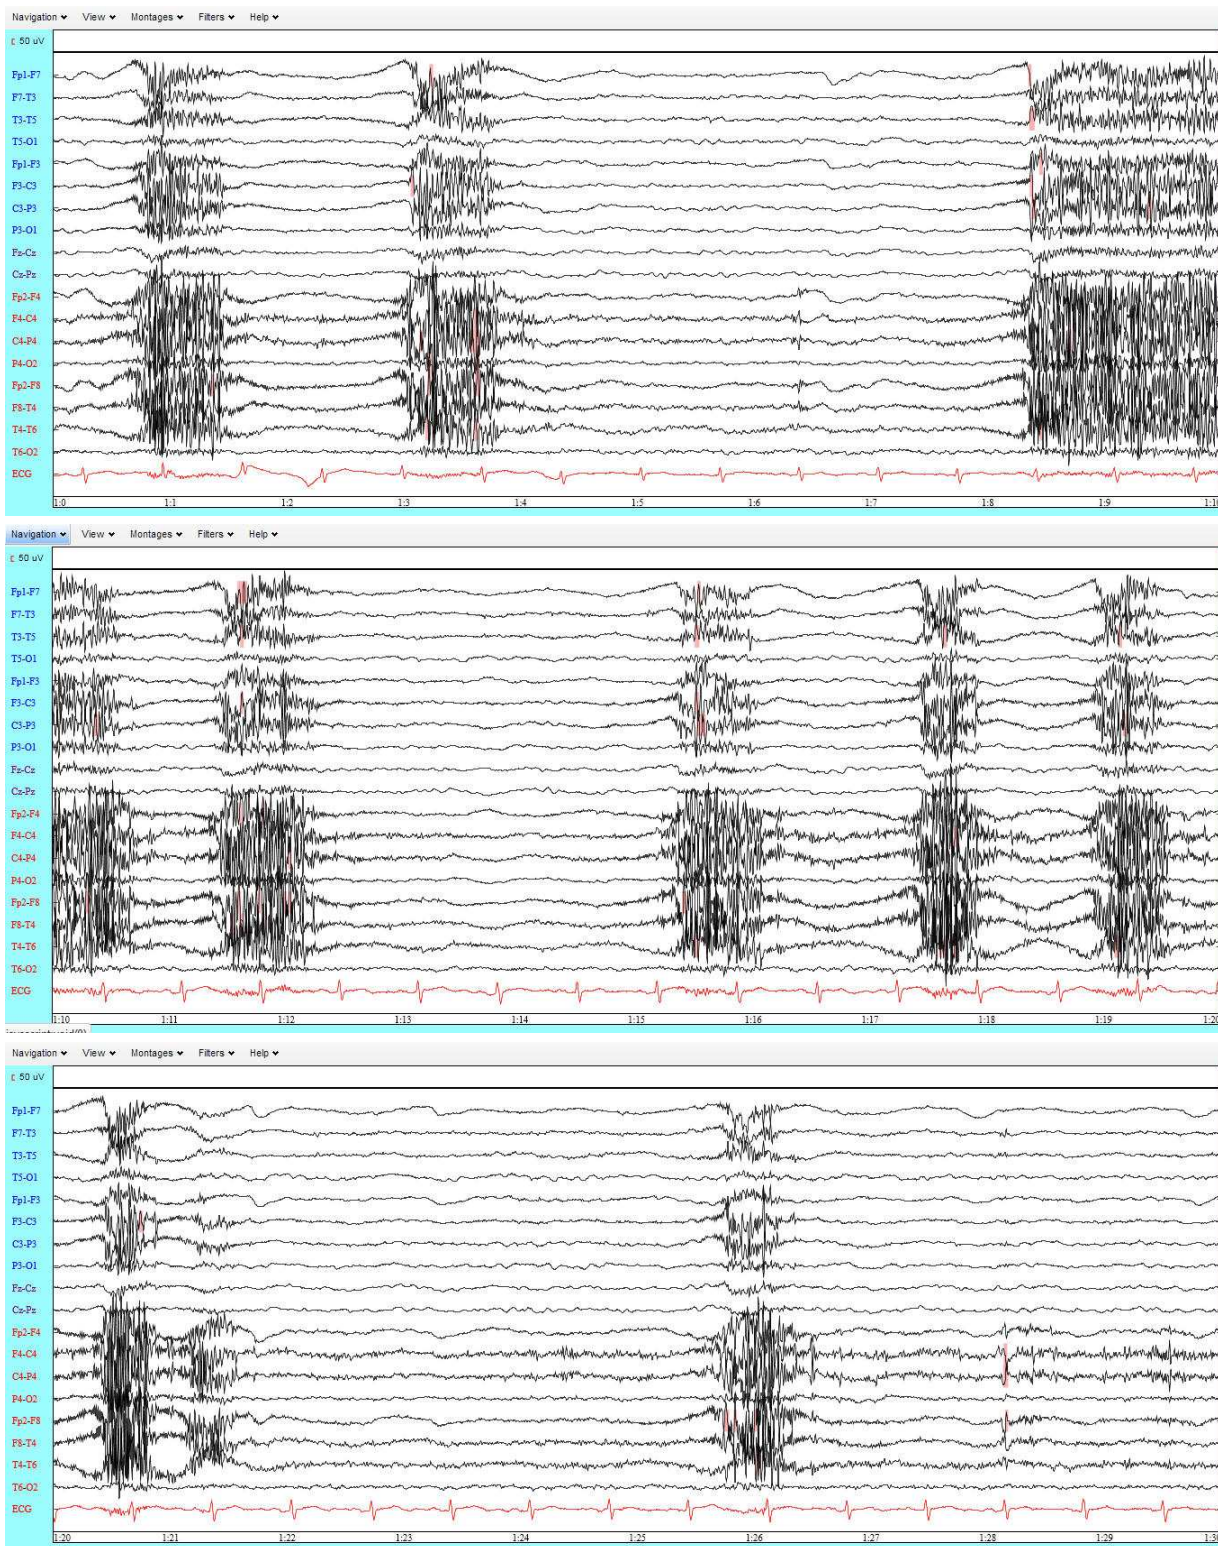 Navigation View Montages Filters Help
50 uV
Fp1-F7
F7-T3
T3-T5
T5-O1
Fp1-F3
F3-C3
C3-P3
P3-O1
Fz-Cz
Cz-Pz
Fp2-F4
F4-C4
C4-P4
P4-O2
Fp2-F8
F8-T4
T4-T6
T6-O2
ECG
1:0 1:1 1:2 1:3 1:4 1:5 1:6 1:7 1:8 1:9 1:10
Navigation View Montages Filters Help
50 uV
Fp1-F7
F7-T3
T3-T5
T5-O1
Fp1-F3
F3-C3
C3-P3
P3-O1
Fz-Cz
Cz-Pz
Fp2-F4
F4-C4
C4-P4
P4-O2
Fp2-F8
F8-T4
T4-T6
T6-O2
ECG
1:10 1:11 1:12 1:13 1:14 1:15 1:16 1:17 1:18 1:19 1:20
Navigation View Montages Filters Help
50 uV
Fp1-F7
F7-T3
T3-T5
T5-O1
Fp1-F3
F3-C3
C3-P3
P3-O1
Fz-Cz
Cz-Pz
Fp2-F4
F4-C4
C4-P4
P4-O2
Fp2-F8
F8-T4
T4-T6
T6-O2
ECG
1:20 1:21 1:22 1:23 1:24 1:25 1:26 1:27 1:28 1:29 1:30